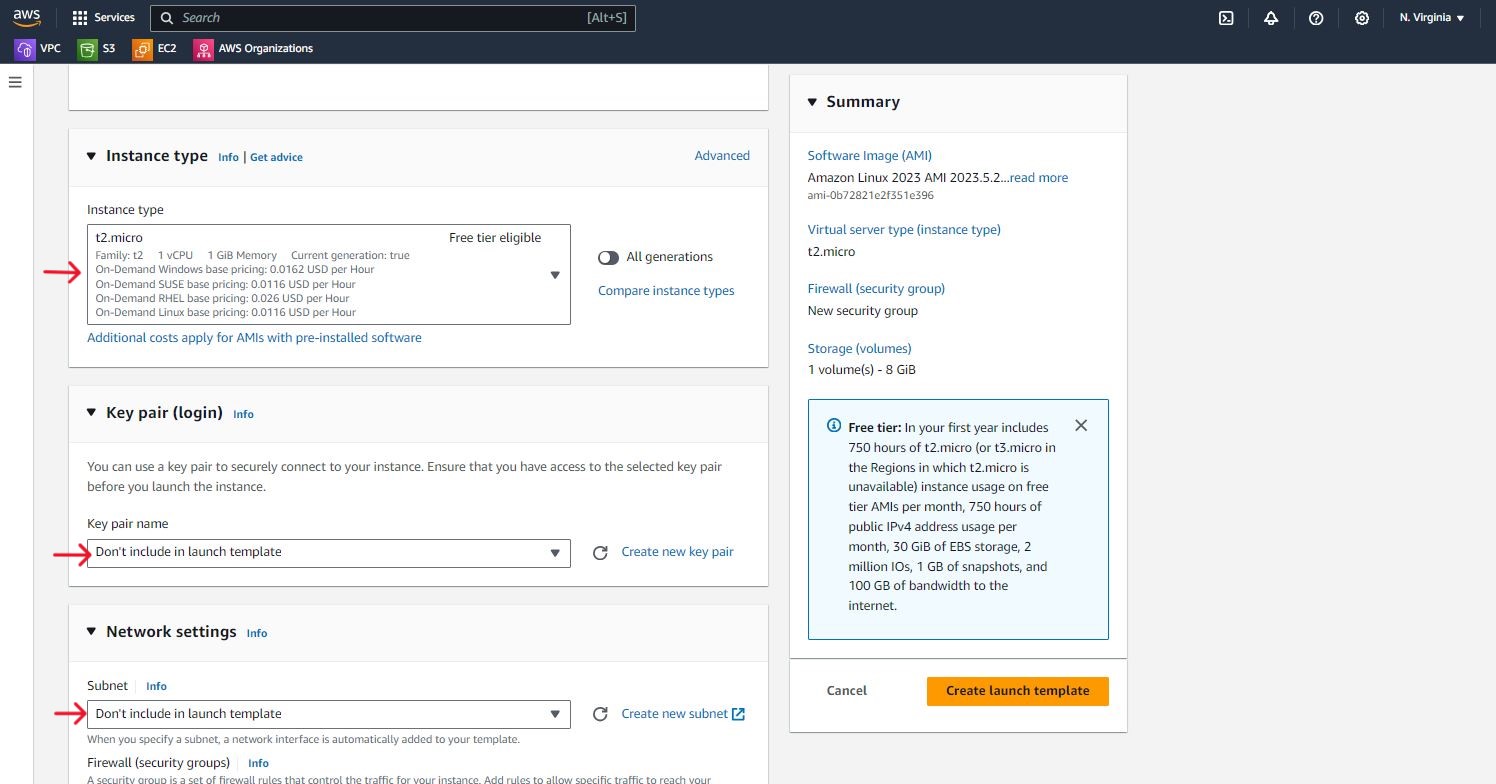 aws
Services
Search
[Alt+S]
N. Virginia
VPC
S3
EC2
AWS Organizations
Instance type Info | Get advice
Advanced
Instance type
t2.micro
Free tier eligible
Family: t2 1 vCPU 1 GiB Memory Current generation: true
On-Demand Windows base pricing: 0.0162 USD per Hour
On-Demand SUSE base pricing: 0.0116 USD per Hour
On-Demand RHEL base pricing: 0.026 USD per Hour
On-Demand Linux base pricing: 0.0116 USD per Hour
All generations
Compare instance types
Additional costs apply for AMIs with pre-installed software
Key pair (login) Info
You can use a key pair to securely connect to your instance. Ensure that you have access to the selected key pair
before you launch the instance.
Key pair name
Don't include in launch template
Create new key pair
Network settings Info
Subnet Info
Don't include in launch template
Create new subnet
When you specify a subnet, a network interface is automatically added to your template.
Firewall (security groups) Info
A security group is a set of firewall rules that control the traffic for your instance. Add rules to allow specific traffic to reach your
Summary
Software Image (AMI)
Amazon Linux 2023 AMI 2023.5.2...read more
ami-0b72821e2f351e396
Virtual server type (instance type)
t2.micro
Firewall (security group)
New security group
Storage (volumes)
1 volume(s) - 8 GiB
Free tier: In your first year includes
750 hours of t2.micro (or t3.micro in
the Regions in which t2.micro is
unavailable) instance usage on free
tier AMIs per month, 750 hours of
public IPv4 address usage per
month, 30 GiB of EBS storage, 2
million IOs, 1 GB of snapshots, and
100 GB of bandwidth to the
internet.
Cancel
Create launch template